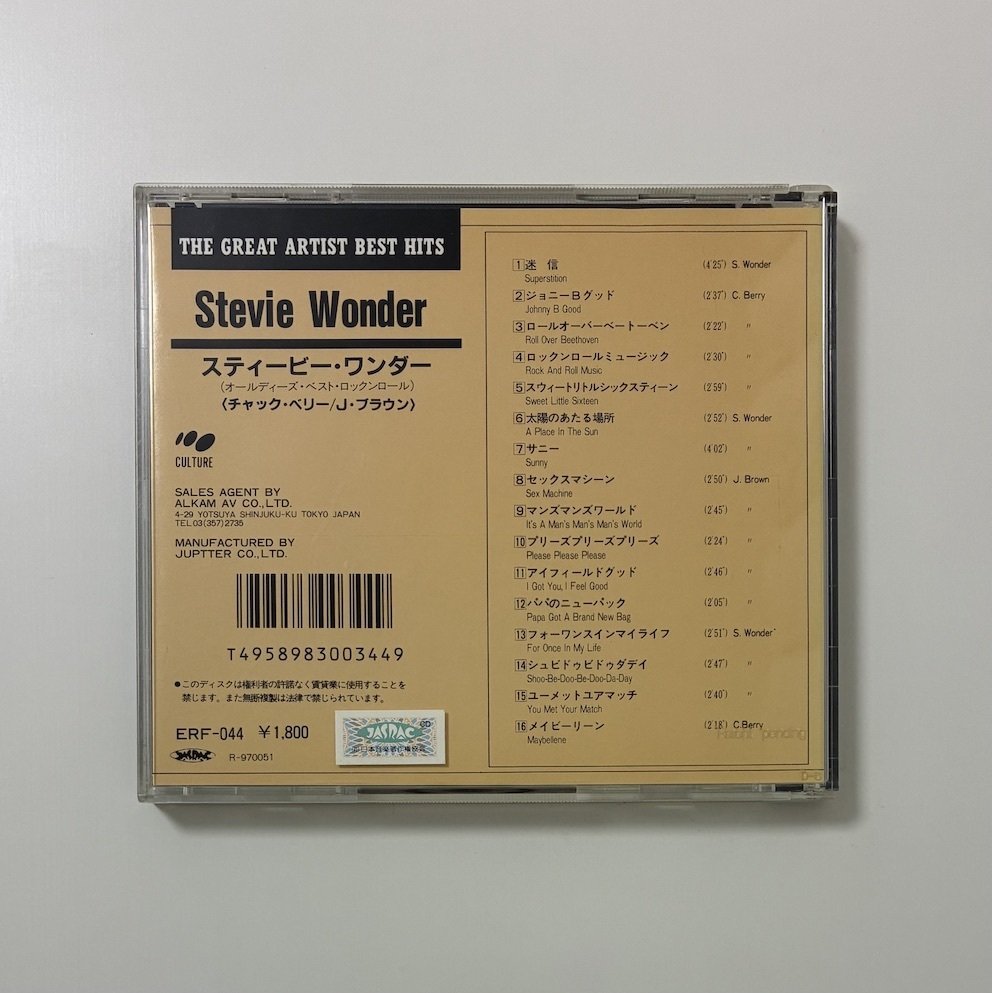 THE GREAT ARTIST BEST HITS
Stevie Wonder
スティービー・ワンダー
(オールディーズ・ベスト・ロックンロール)
〈チャック・ベリー/J・ブラウン〉
CULTURE
SALES AGENT BY
ALKAM AV CO.,LTD.
4-29 YOTSUYA SHINJUKU-KU TOKYO JAPAN
TEL 03(357)2735
MANUFACTURED BY
JUPTTER CO.,LTD.
T4958983003449
●このディスクは権利者の許諾なく賃貸業に使用することを
禁じます。また無断複製は法律で禁じられています。
ERF-044 ¥1,800
JASRAC
R-970051
JASRAC CD
日本音楽著作権協会
1 迷信 (4'25") S. Wonder
Superstition
2 ジョニーBグッド (2'37") C. Berry
Johnny B Good
3 ロールオーバーベートーベン (2'22") 〃
Roll Over Beethoven
4 ロックンロールミュージック (2'30") 〃
Rock And Roll Music
5 スウィートリトルシックスティーン (2'59") 〃
Sweet Little Sixteen
6 太陽のあたる場所 (2'52") S. Wonder
A Place In The Sun
7 サニー (4'02") 〃
Sunny
8 セックスマシーン (2'50") J. Brown
Sex Machine
9 マンズマンズワールド (2'45") 〃
It's A Man's Man's Man's World
10 プリーズプリーズプリーズ (2'24") 〃
Please Please Please
11 アイフィールドグッド (2'46") 〃
I Got You, I Feel Good
12 パパのニューバック (2'05") 〃
Papa Got A Brand New Bag
13 フォーワンスインマイライフ (2'51") S. Wonder
For Once In My Life
14 シュビドゥビドゥダデイ (2'47") 〃
Shoo-Be-Doo-Be-Doo-Da-Day
15 ユーメットユアマッチ (2'40") 〃
You Met Your Match
16 メイビーリーン (2'18") C.Berry
Maybellene
Patent pending